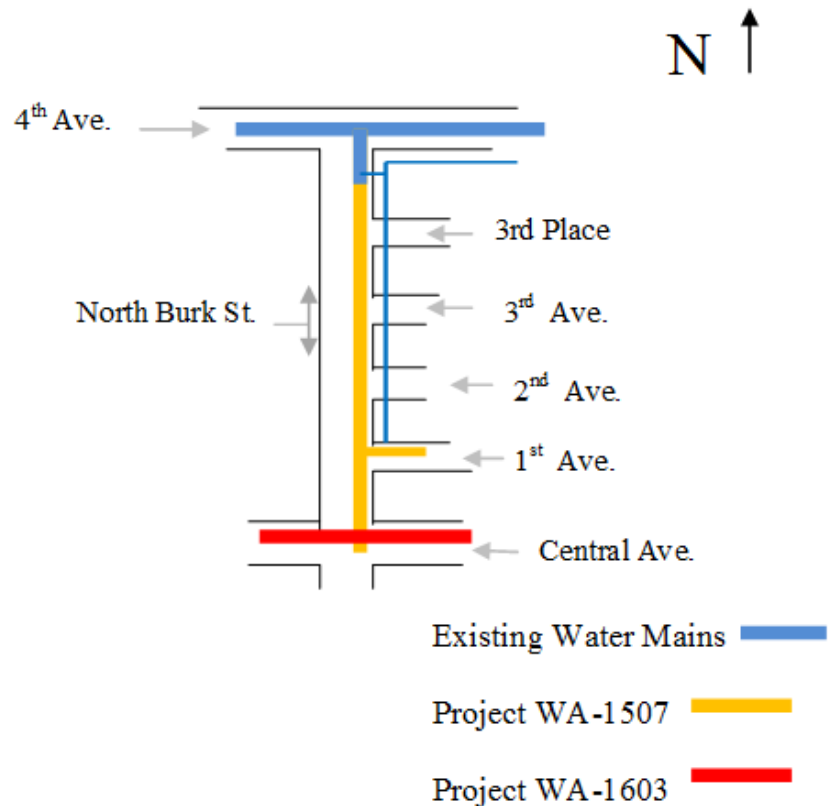 N
4th Ave.
3rd Place
North Burk St.
3rd Ave.
2nd Ave.
1st Ave.
Central Ave.
Existing Water Mains
Project WA-1507
Project WA-1603